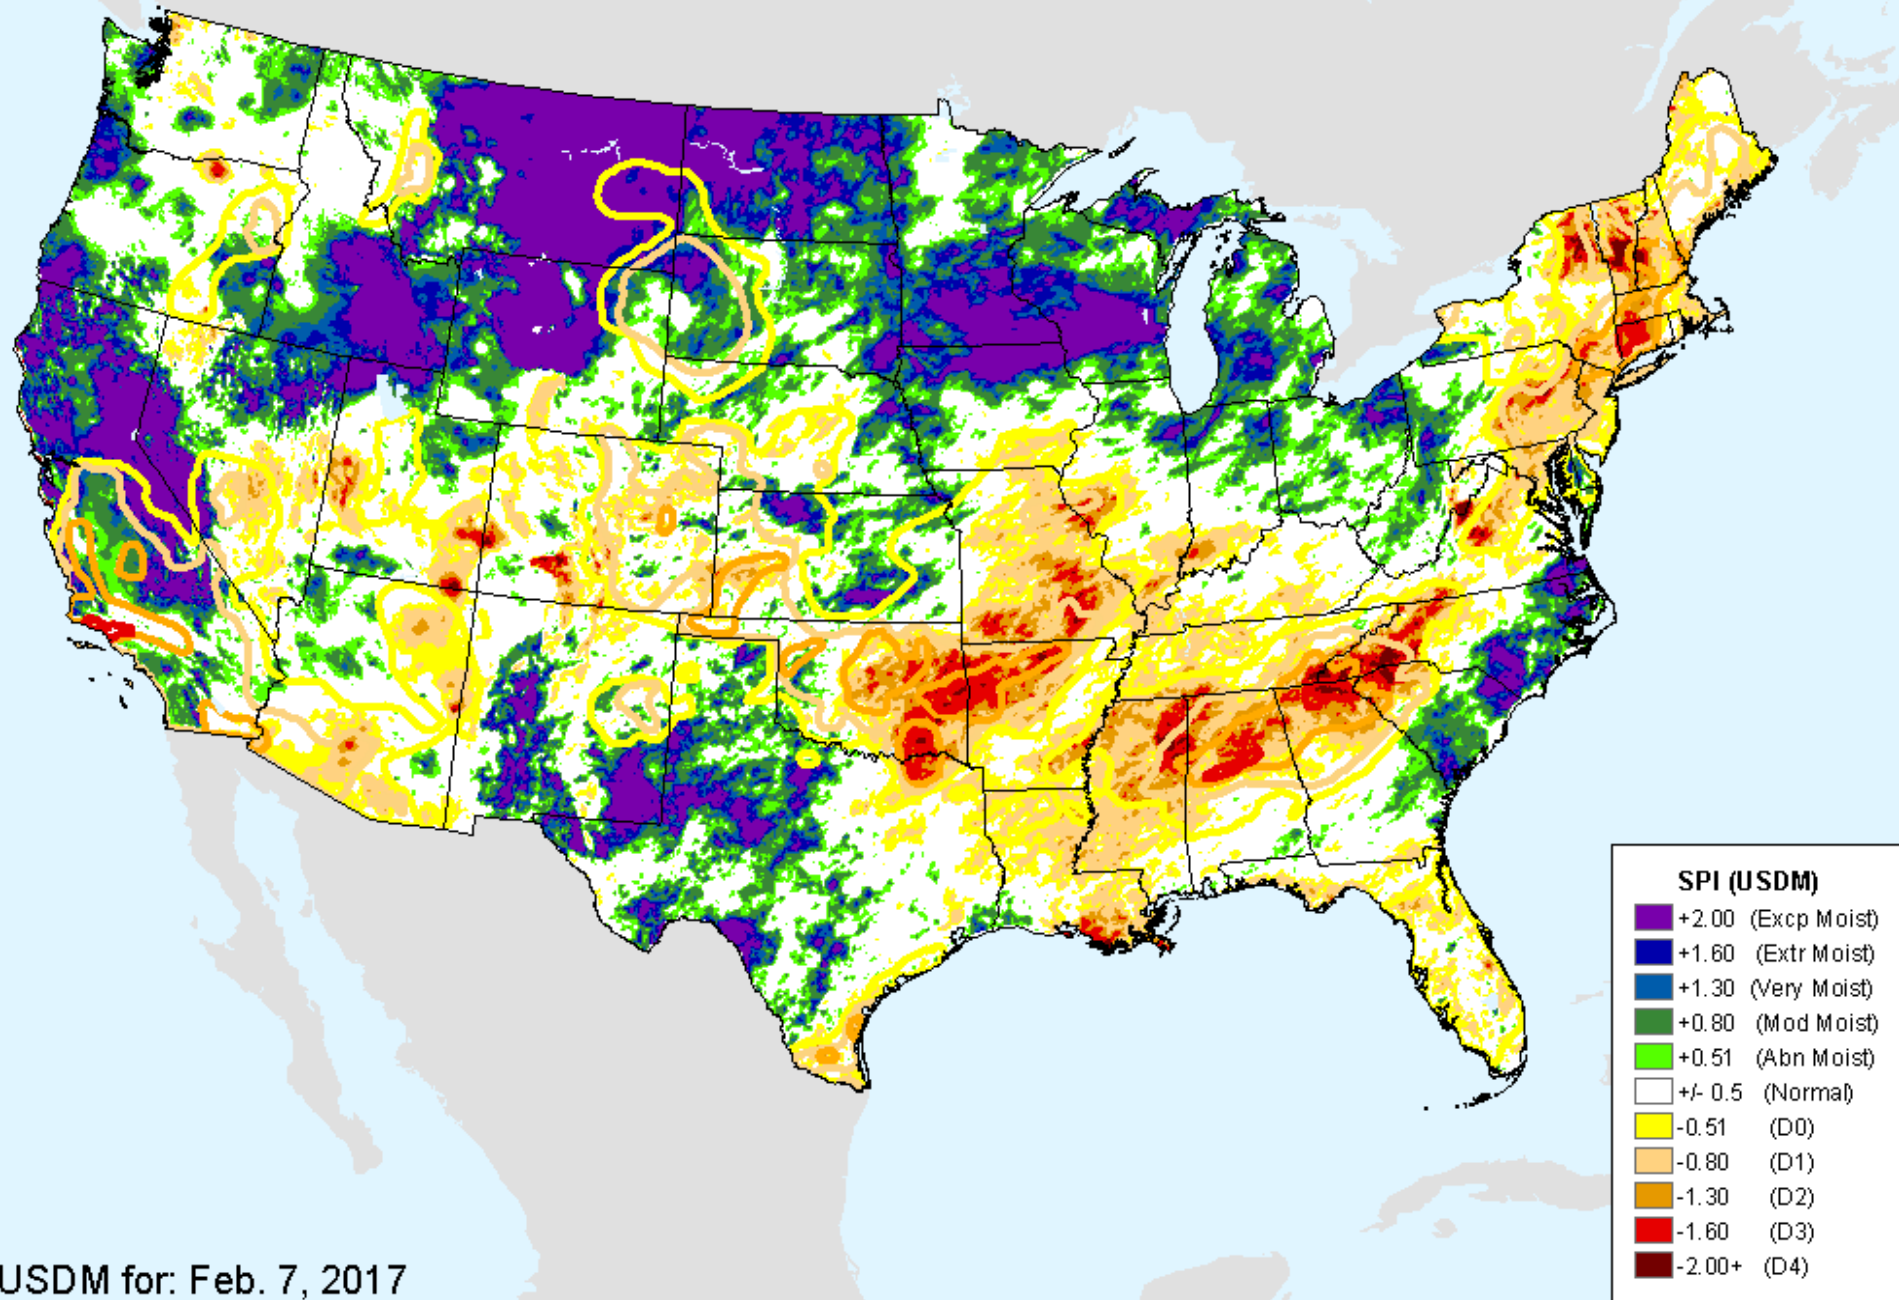 SPI (USDM)
+2.00 (Excp Moist)
+1.60 (Extr Moist)
+1.30 (Very Moist)
+0.80 (Mod Moist)
+0.51 (Abn Moist)
+/- 0.5 (Normal)
-0.51 (D0)
-0.80 (D1)
-1.30 (D2)
-1.60 (D3)
-2.00+ (D4)
USDM for: Feb. 7, 2017